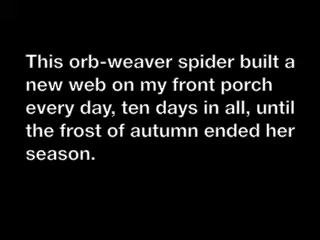 This orb-weaver spider built a
new web on my front porch
every day, ten days in all, until
the frost of autumn ended her
season.